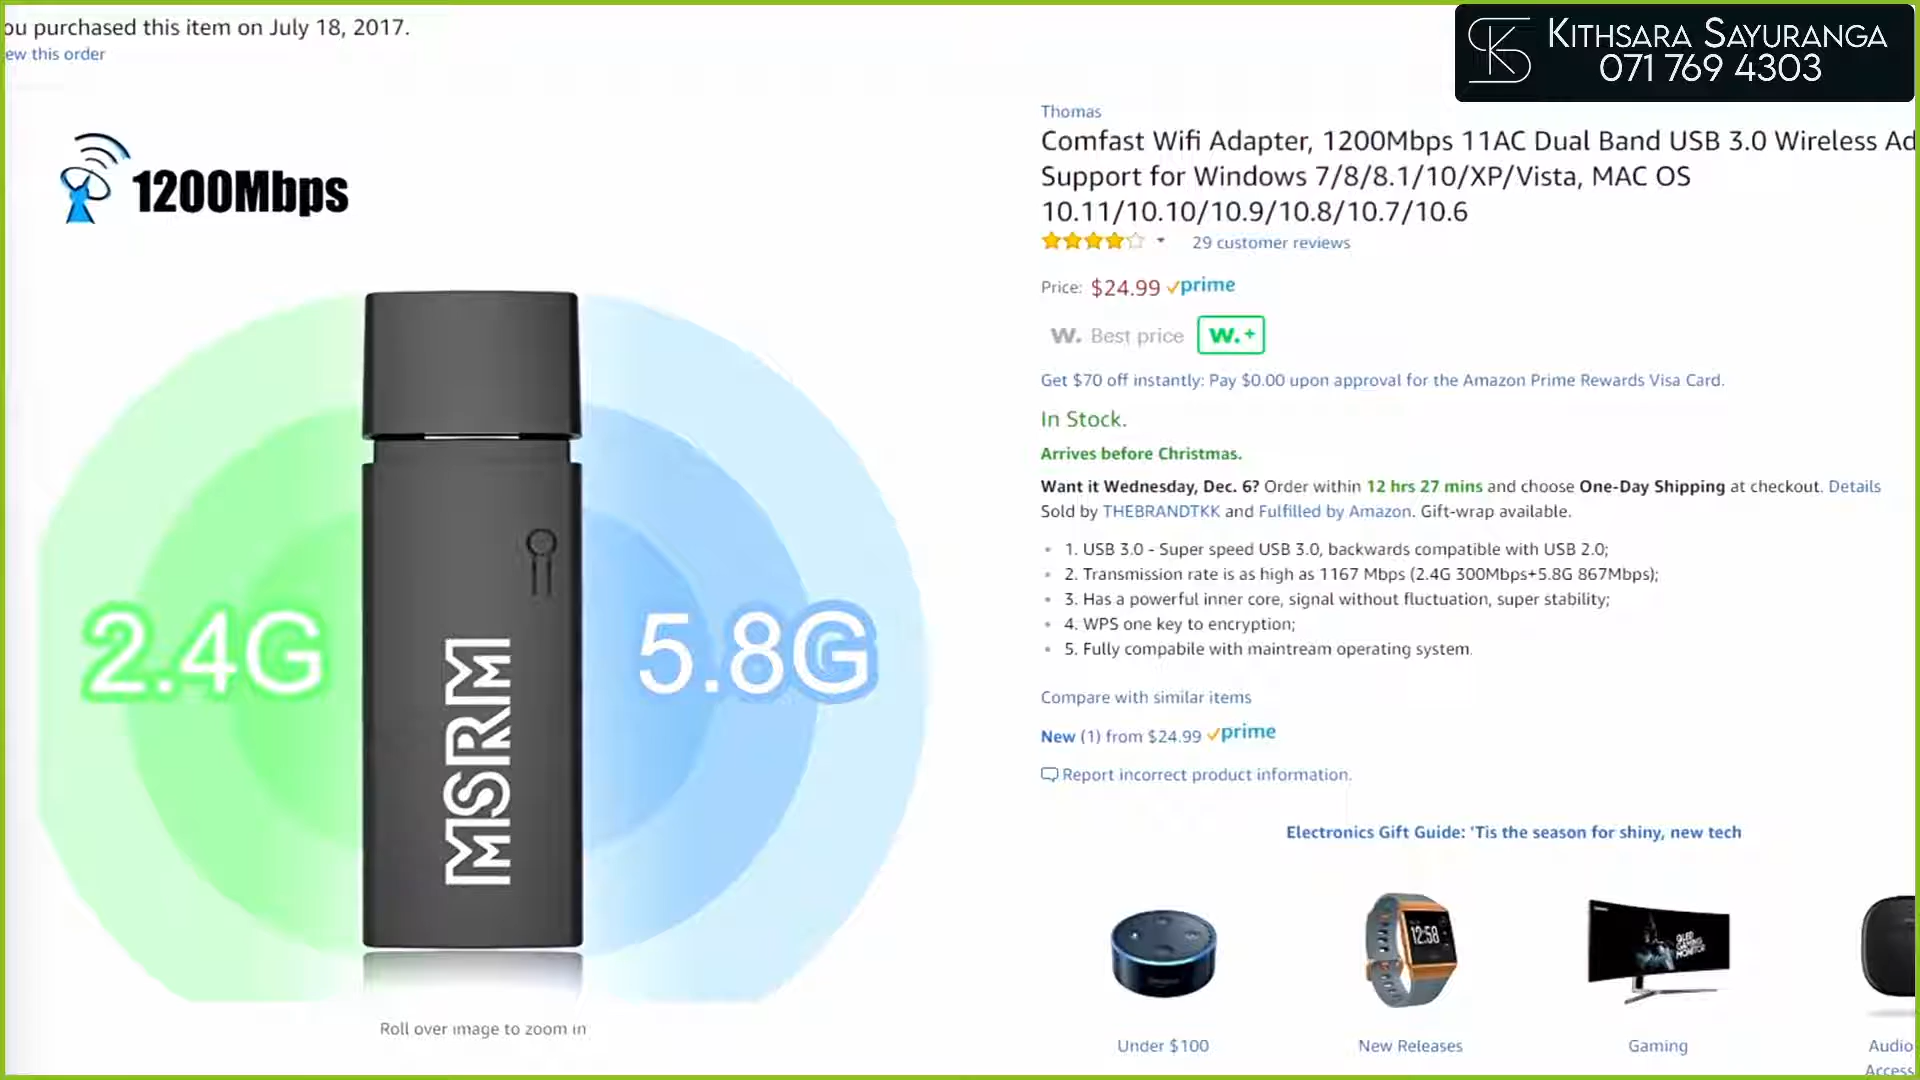 ou purchased this item on July 18, 2017.
ew this order
KITHSARA SAYURANGA
071 769 4303
1200Mbps
2.4G
5.8G
MSRM
Roll over image to zoom in
Thomas
Comfast Wifi Adapter, 1200Mbps 11AC Dual Band USB 3.0 Wireless Ad
Support for Windows 7/8/8.1/10/XP/Vista, MAC OS
10.11/10.10/10.9/10.8/10.7/10.6
29 customer reviews
Price: $24.99 prime
W. Best price W.+
Get $70 off instantly: Pay $0.00 upon approval for the Amazon Prime Rewards Visa Card.
In Stock.
Arrives before Christmas.
Want it Wednesday, Dec. 6? Order within 12 hrs 27 mins and choose One-Day Shipping at checkout. Details
Sold by THEBRANDTKK and Fulfilled by Amazon. Gift-wrap available.
1. USB 3.0 - Super speed USB 3.0, backwards compatible with USB 2.0;
2. Transmission rate is as high as 1167 Mbps (2.4G 300Mbps+5.8G 867Mbps);
3. Has a powerful inner core, signal without fluctuation, super stability;
4. WPS one key to encryption;
5. Fully compabile with maintream operating system.
Compare with similar items
New (1) from $24.99 prime
Report incorrect product information.
Electronics Gift Guide: 'Tis the season for shiny, new tech
12:58
QLED
GAMING
MONITOR
Under $100
New Releases
Gaming
Audio
Access